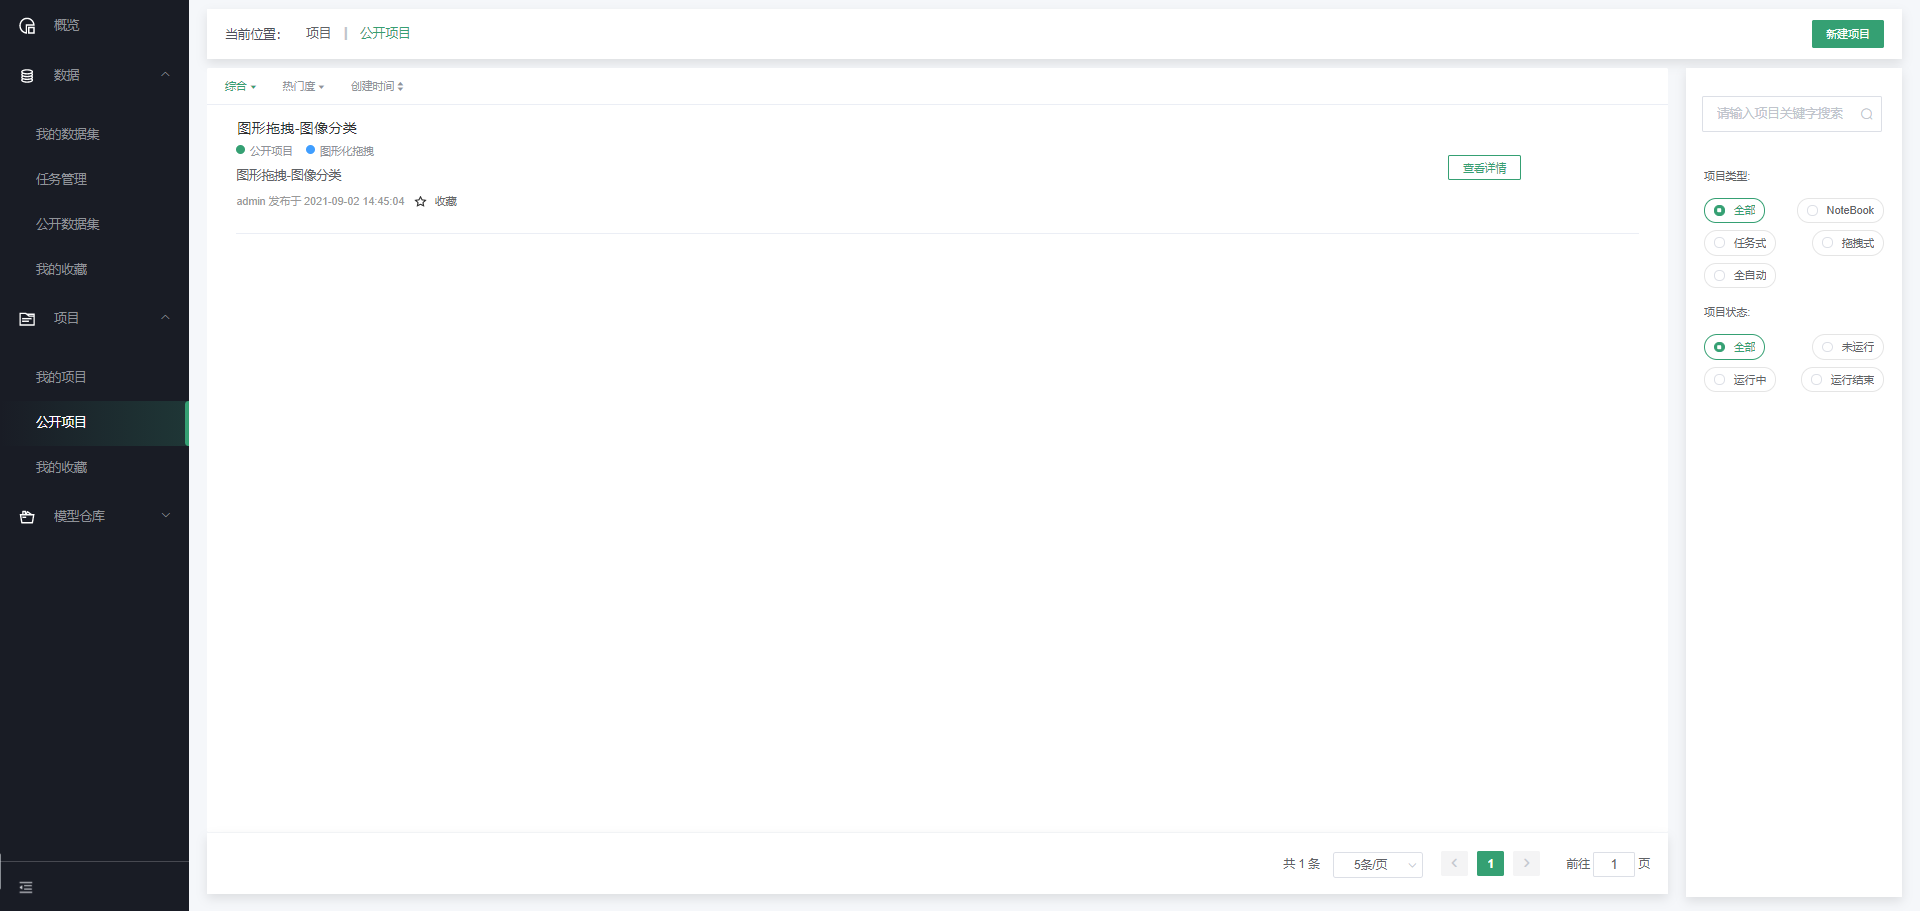 概览
数据
我的数据集
任务管理
公开数据集
我的收藏
项目
我的项目
公开项目
我的收藏
模型仓库
当前位置: 项目 | 公开项目
新建项目
综合 热门度 创建时间
图形拖拽-图像分类
公开项目 图形化拖拽
图形拖拽-图像分类
admin 发布于 2021-09-02 14:45:04 收藏
查看详情
共 1 条 5条/页 1 前往 1 页
请输入项目关键字搜索
项目类型:
全部 NoteBook
任务式 拖拽式
全自动
项目状态:
全部 未运行
运行中 运行结束